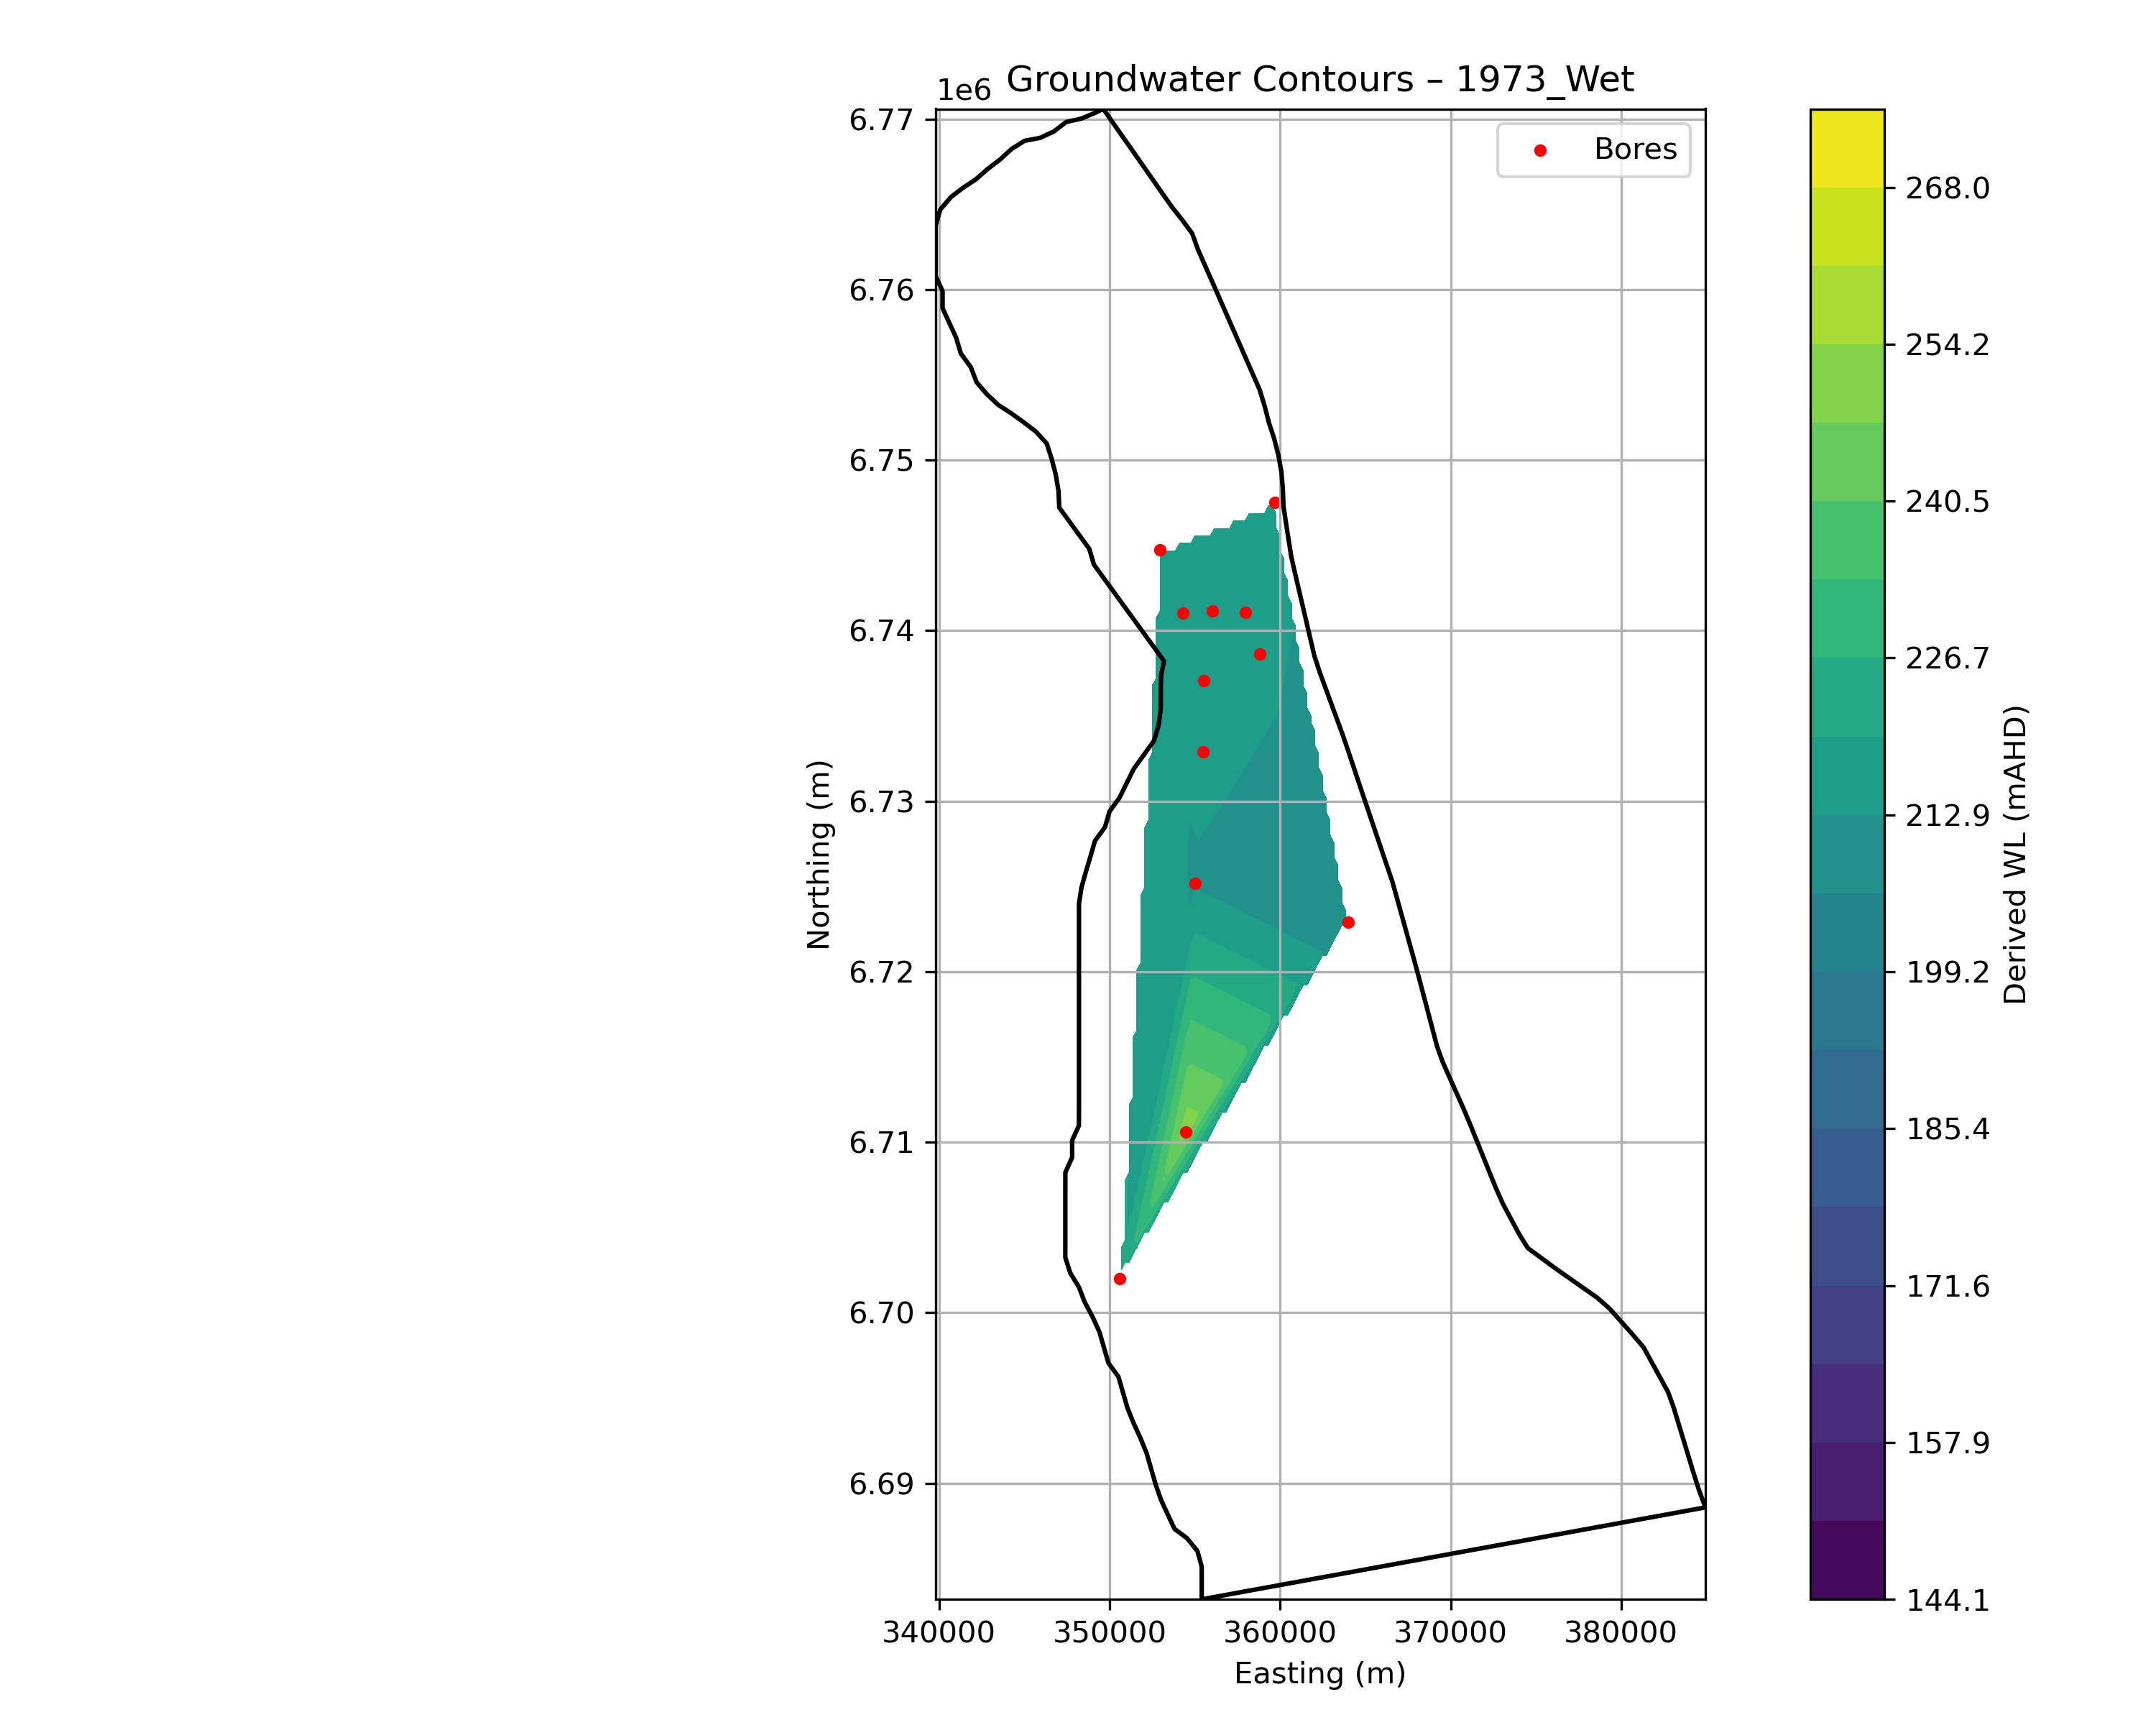 Groundwater Contours – 1973_Wet
1e6
Bores
6.77
6.76
6.75
6.74
6.73
6.72
6.71
6.70
6.69
Northing (m)
340000 350000 360000 370000 380000
Easting (m)
268.0
254.2
240.5
226.7
212.9
199.2
185.4
171.6
157.9
144.1
Derived WL (mAHD)